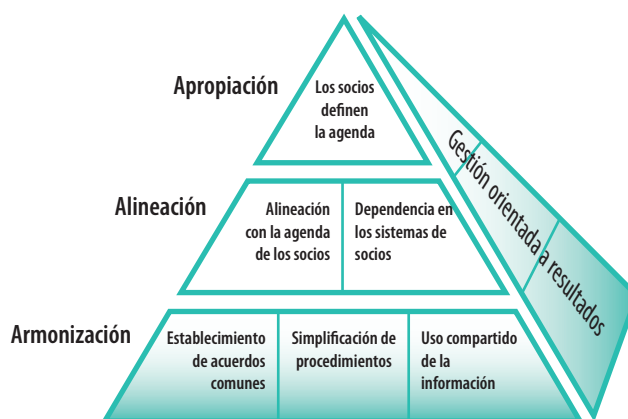 Apropiación
Los socios
definen
la agenda
Alineación
Alineación
con la agenda
de los socios
Dependencia en
los sistemas de
socios
Armonización
Establecimiento
de acuerdos
comunes
Simplificación de
procedimientos
Uso compartido
de la
información
Gestión orientada a resultados